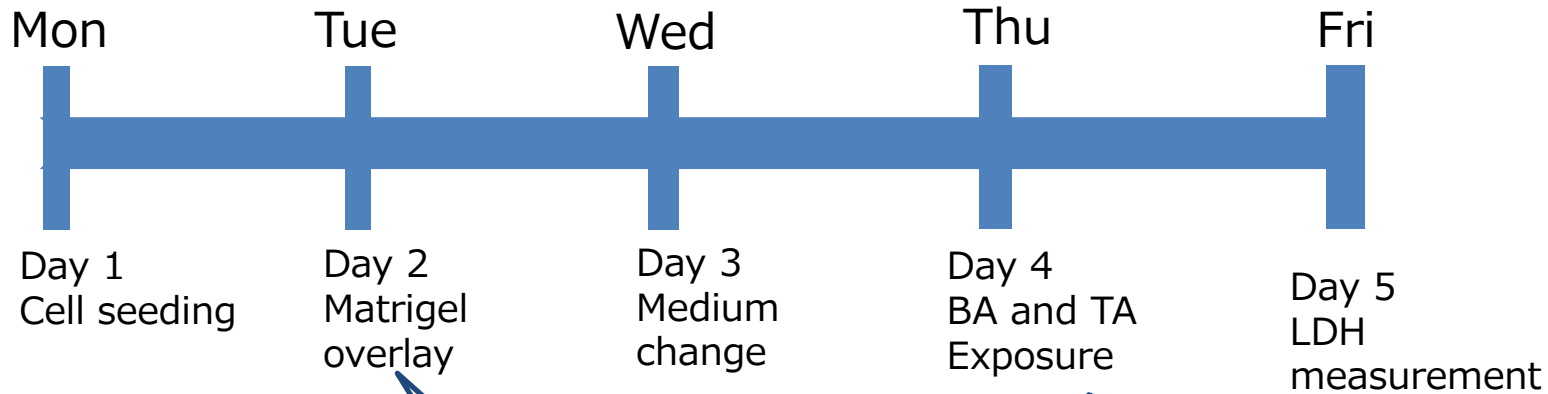 Mon
Tue
Wed
Thu
Fri
Day 1
Cell seeding
Day 2
Matrigel
overlay
Day 3
Medium
change
Day 4
BA and TA
Exposure
Day 5
LDH
measurement